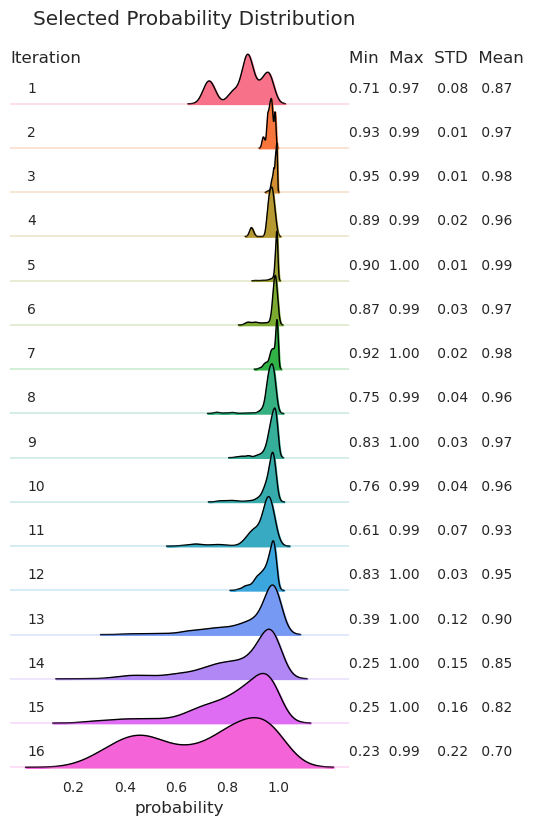 Selected Probability Distribution
Iteration Min Max STD Mean
1 0.71 0.97 0.08 0.87
2 0.93 0.99 0.01 0.97
3 0.95 0.99 0.01 0.98
4 0.89 0.99 0.02 0.96
5 0.90 1.00 0.01 0.99
6 0.87 0.99 0.03 0.97
7 0.92 1.00 0.02 0.98
8 0.75 0.99 0.04 0.96
9 0.83 1.00 0.03 0.97
10 0.76 0.99 0.04 0.96
11 0.61 0.99 0.07 0.93
12 0.83 1.00 0.03 0.95
13 0.39 1.00 0.12 0.90
14 0.25 1.00 0.15 0.85
15 0.25 1.00 0.16 0.82
16 0.23 0.99 0.22 0.70
0.2 0.4 0.6 0.8 1.0
probability